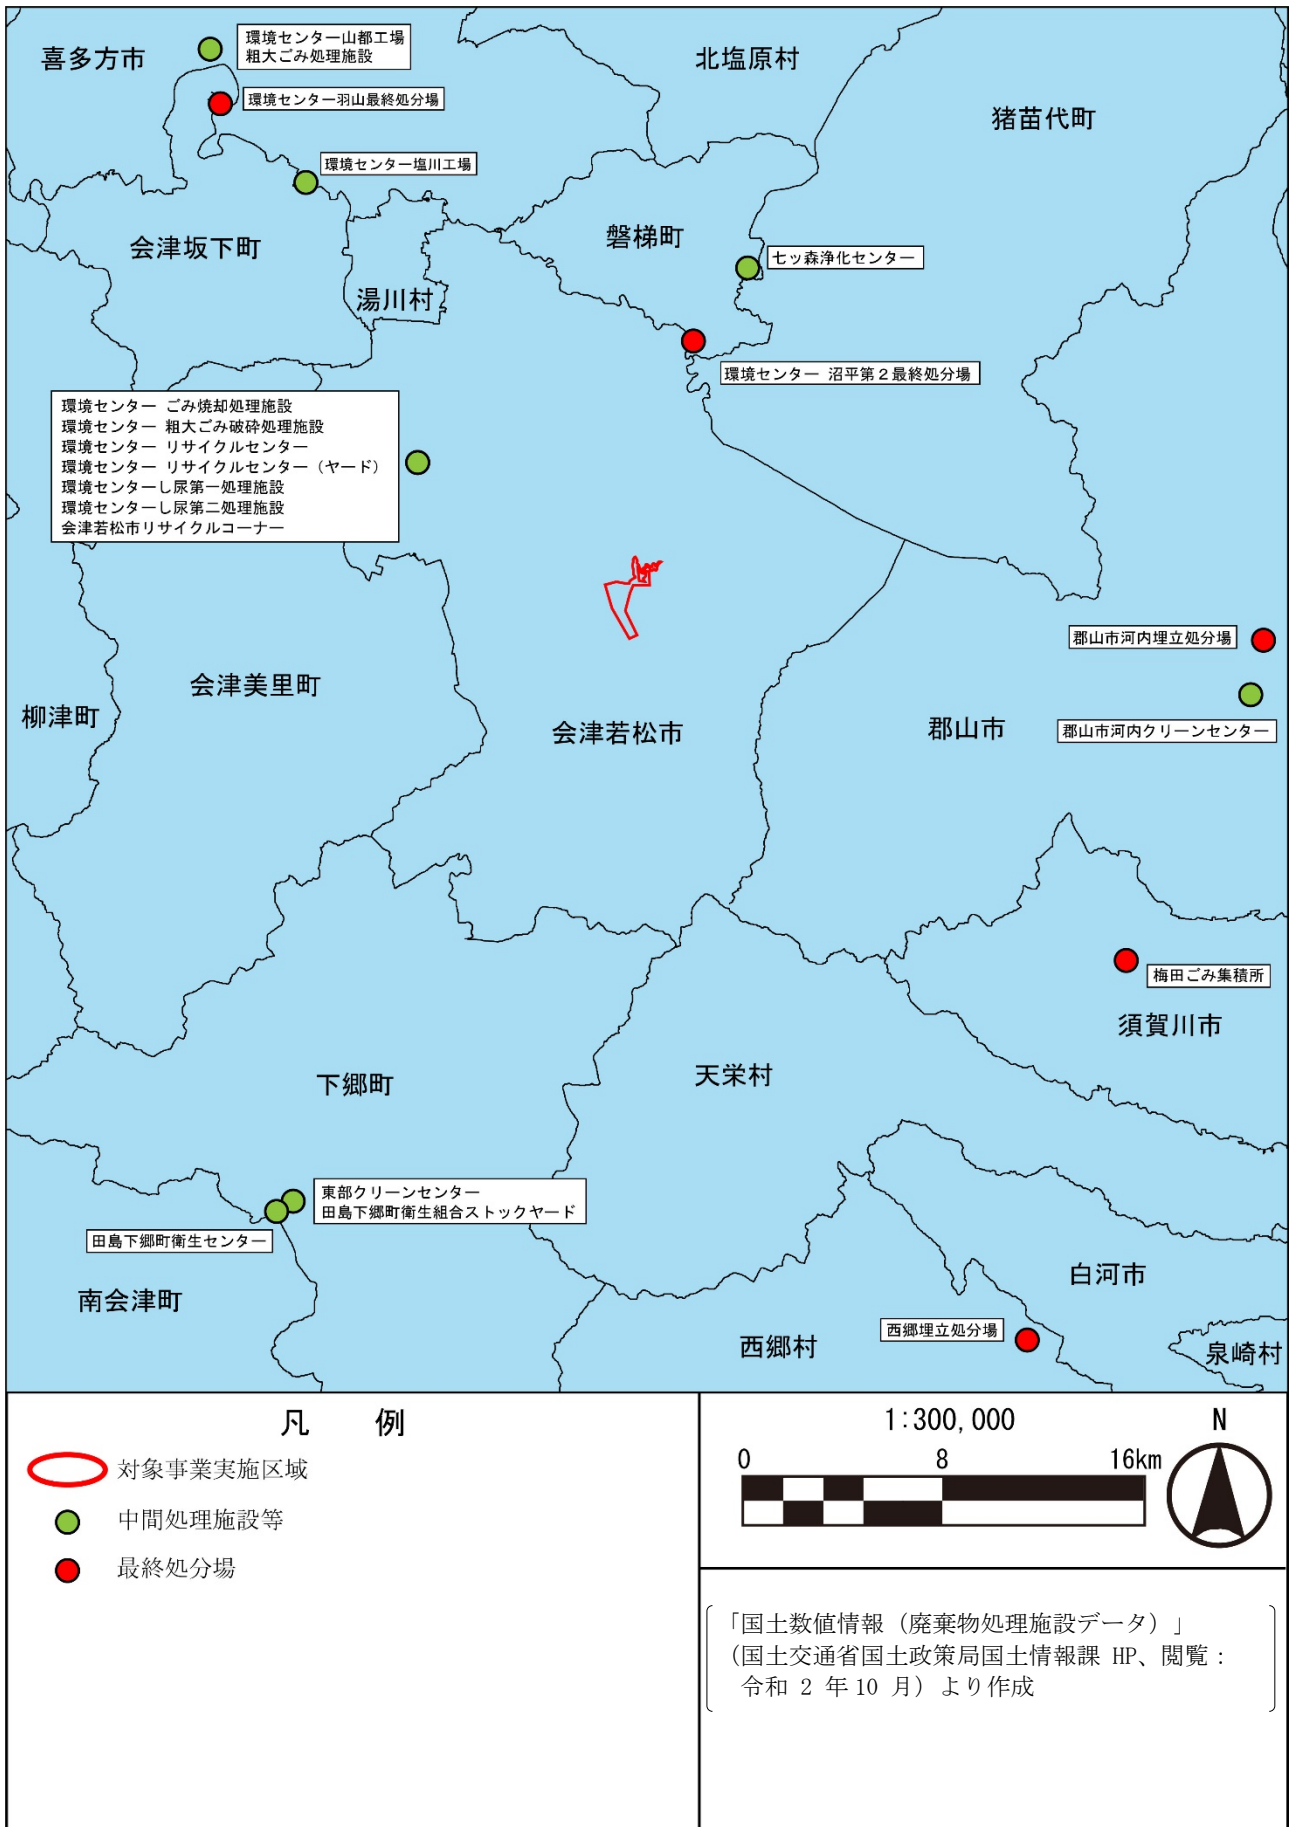 喜多方市
環境センター山都工場
粗大ごみ処理施設
北塩原村
環境センター羽山最終処分場
猪苗代町
環境センター塩川工場
会津坂下町
磐梯町
七ッ森浄化センター
湯川村
環境センター 沼平第2最終処分場
環境センター ごみ焼却処理施設
環境センター 粗大ごみ破砕処理施設
環境センター リサイクルセンター
環境センター リサイクルセンター（ヤード）
環境センターし尿第一処理施設
環境センターし尿第二処理施設
会津若松市リサイクルコーナー
郡山市河内埋立処分場
会津美里町
柳津町
会津若松市
郡山市
郡山市河内クリーンセンター
梅田ごみ集積所
須賀川市
下郷町
天栄村
東部クリーンセンター
田島下郷町衛生組合ストックヤード
田島下郷町衛生センター
南会津町
白河市
西郷埋立処分場
西郷村
泉崎村
凡 例
対象事業実施区域
中間処理施設等
最終処分場
1:300,000
N
0 8 16km
「国土数値情報（廃棄物処理施設データ）」
（国土交通省国土政策局国土情報課 HP、閲覧：
令和 2 年 10 月）より作成